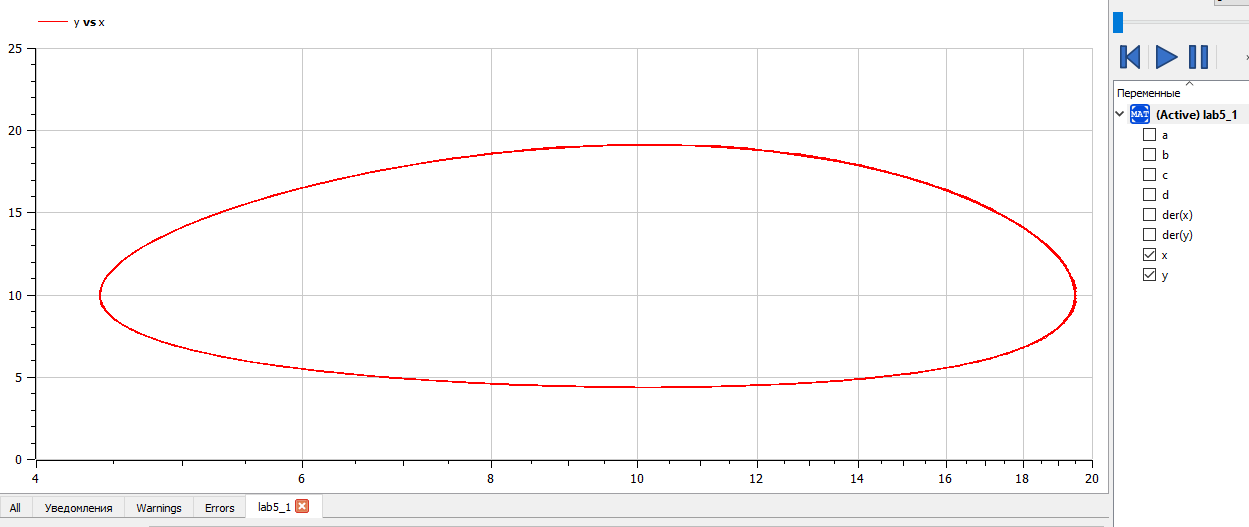 y vs x
25
20
15
10
5
0
4 6 8 10 12 14 16 18 20
All Уведомления Warnings Errors lab5_1
Переменные
MAT (Active) lab5_1
a
b
c
d
der(x)
der(y)
x
y